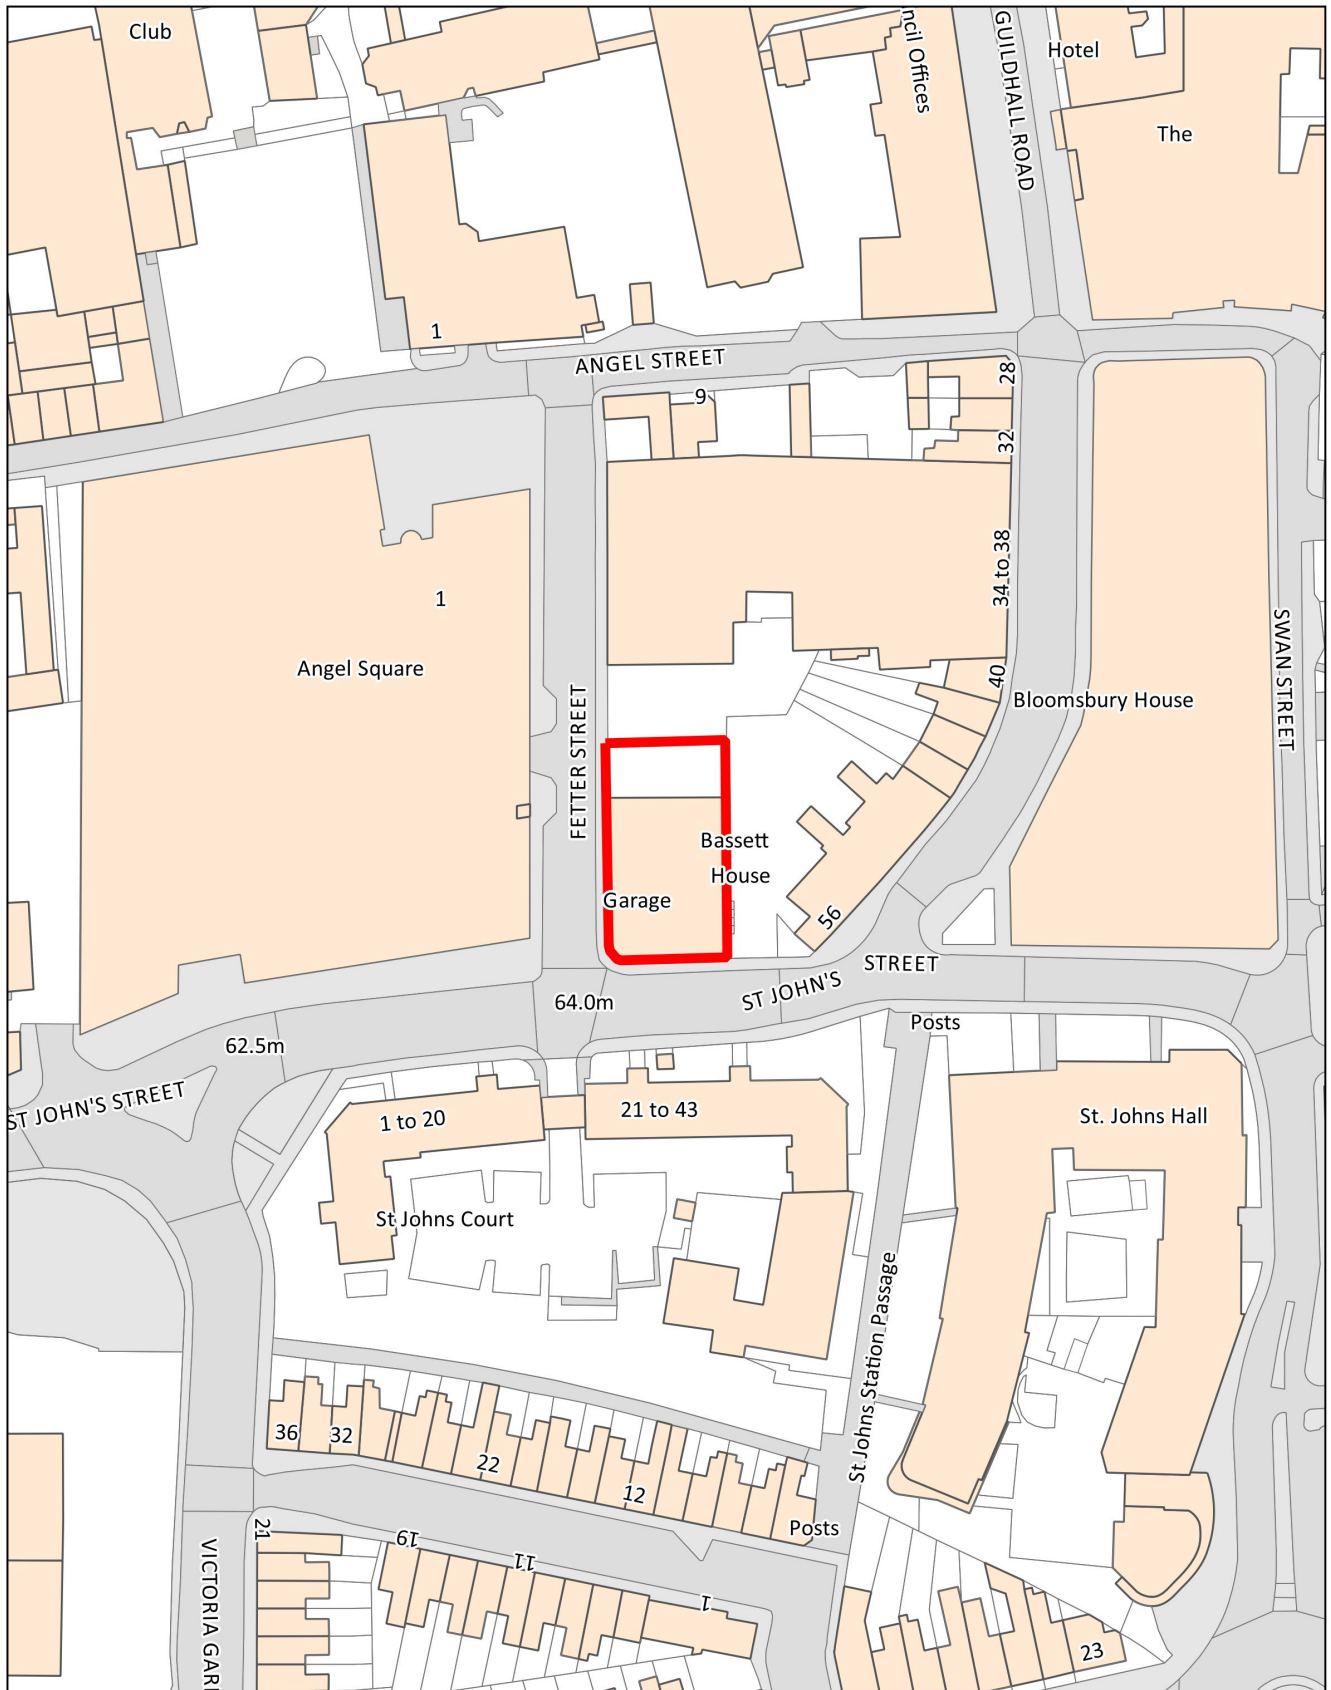 Club
ncil Offices
GUILDHALL ROAD
Hotel
The
1
ANGEL STREET
9
28
32
34 to 38
1
Angel Square
FETTER STREET
40
Bloomsbury House
SWAN STREET
Bassett
House
Garage
56
STREET
ST JOHN'S
64.0m
Posts
62.5m
ST JOHN'S STREET
1 to 20
21 to 43
St. Johns Hall
St Johns Court
St Johns Station Passage
36
32
22
12
Posts
21
19
11
1
VICTORIA GAR
23